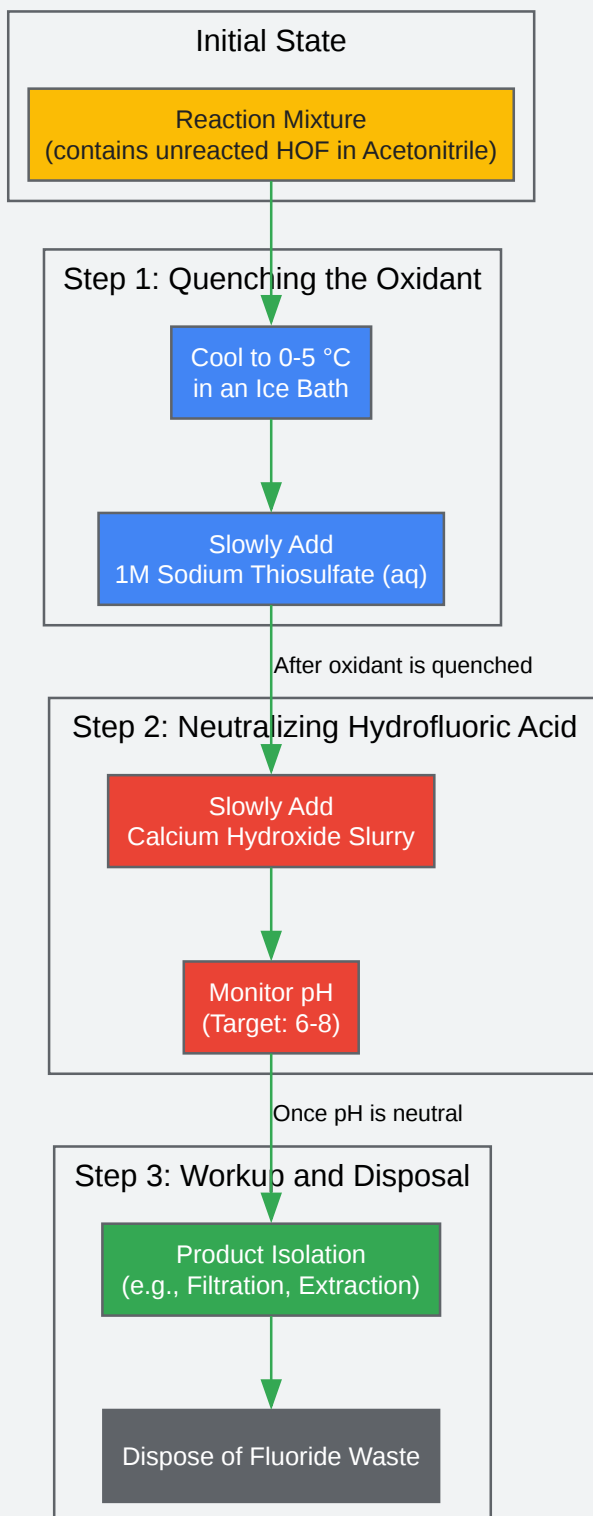 Initial State
Reaction Mixture
(contains unreacted HOF in Acetonitrile)
Step 1: Quenching the Oxidant
Cool to 0-5 °C
in an Ice Bath
Slowly Add
1M Sodium Thiosulfate (aq)
After oxidant is quenched
Step 2: Neutralizing Hydrofluoric Acid
Slowly Add
Calcium Hydroxide Slurry
Monitor pH
(Target: 6-8)
Once pH is neutral
Step 3: Workup and Disposal
Product Isolation
(e.g., Filtration, Extraction)
Dispose of Fluoride Waste